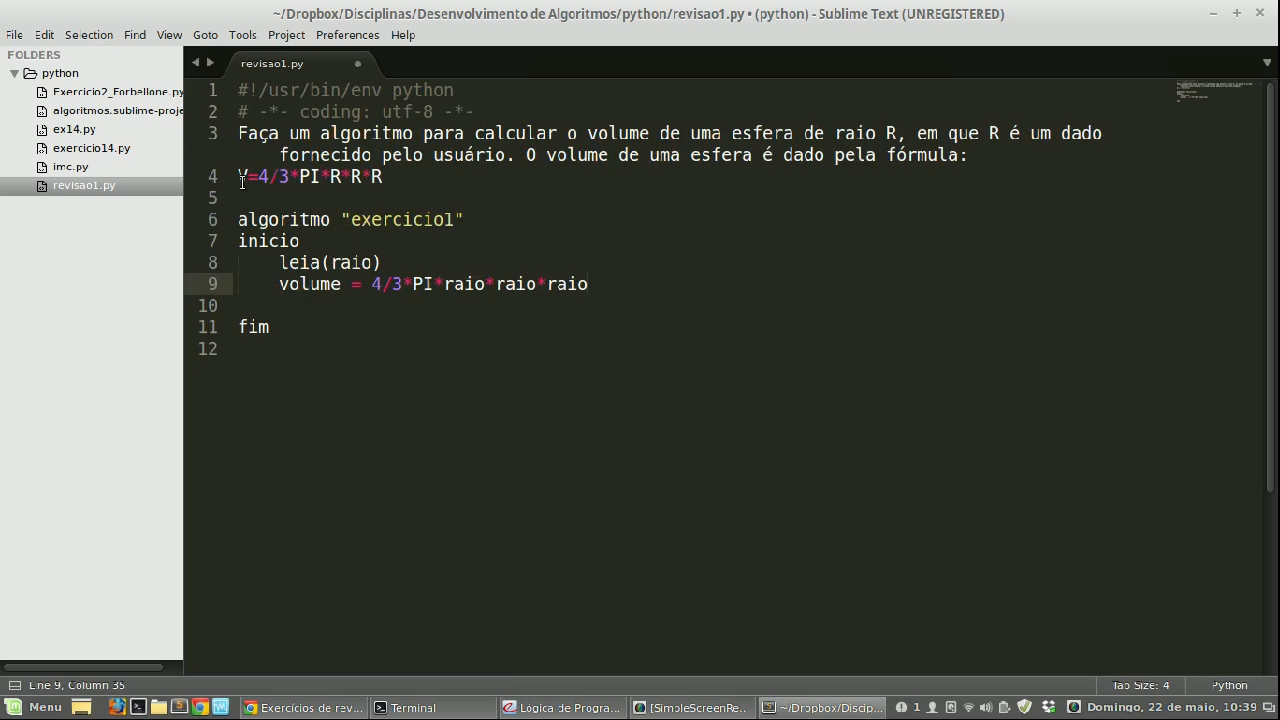 ~/Dropbox/Disciplinas/Desenvolvimento de Algoritmos/python/revisao1.py • (python) - Sublime Text (UNREGISTERED)
File Edit Selection Find View Goto Tools Project Preferences Help
FOLDERS
python
Exercicio2_Forbellone.py
algoritmos.sublime-proje
ex14.py
exercicio14.py
imc.py
revisao1.py
revisao1.py
1 #!/usr/bin/env python
2 # -*- coding: utf-8 -*-
3 Faça um algoritmo para calcular o volume de uma esfera de raio R, em que R é um dado
fornecido pelo usuário. O volume de uma esfera é dado pela fórmula:
4 V=4/3*PI*R*R*R
5
6 algoritmo "exercicio1"
7 inicio
8 leia(raio)
9 volume = 4/3*PI*raio*raio*raio
10
11 fim
12
Line 9, Column 35
Tab Size: 4
Python
Menu
Exercícios de rev...
Terminal
Lógica de Progra...
[SimpleScreenRe...
~/Dropbox/Discip...
1
Domingo, 22 de maio, 10:39